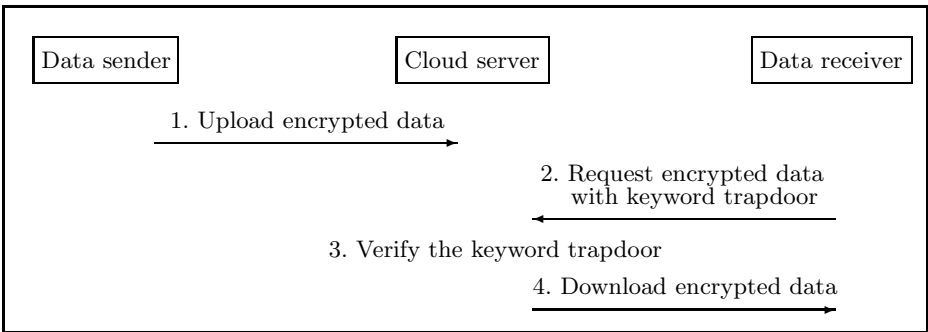 Data sender
Cloud server
Data receiver
1. Upload encrypted data
2. Request encrypted data
with keyword trapdoor
3. Verify the keyword trapdoor
4. Download encrypted data